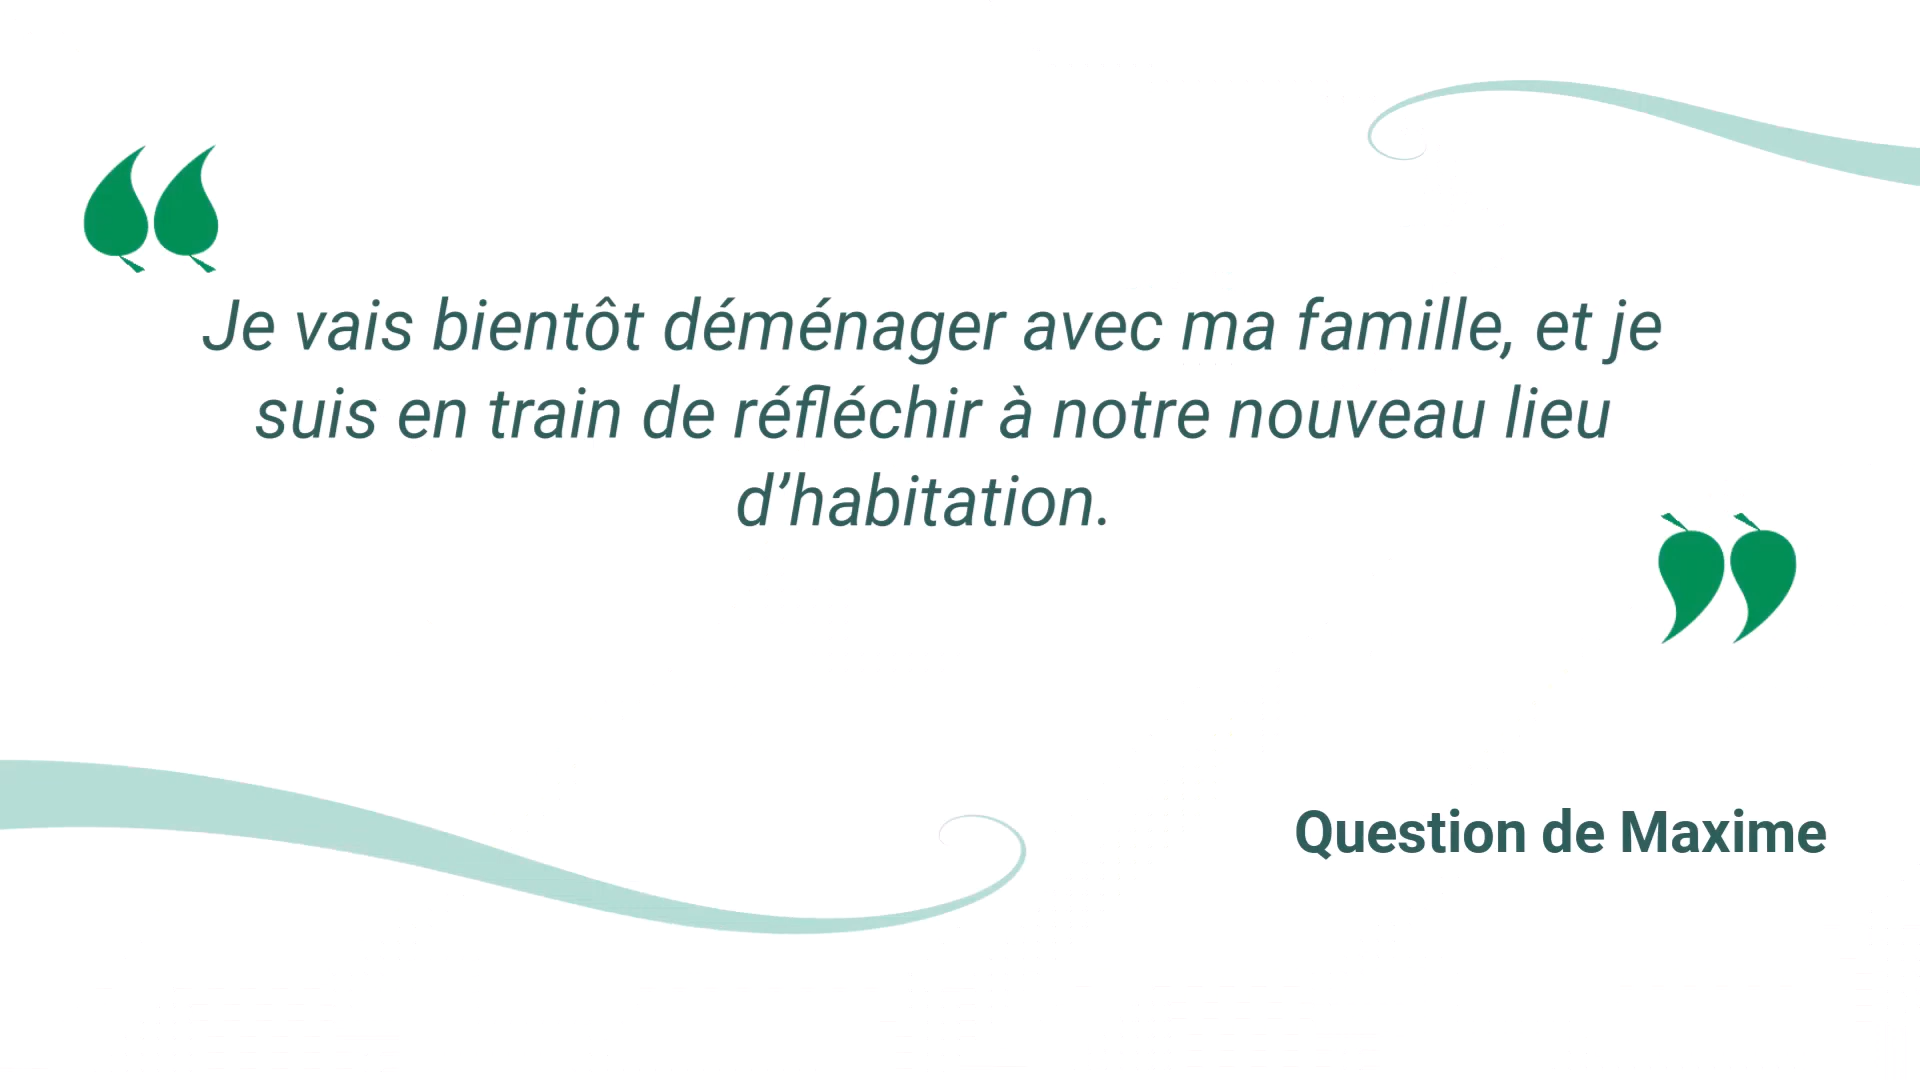 Je vais bientôt déménager avec ma famille, et je
suis en train de réfléchir à notre nouveau lieu
d’habitation.
Question de Maxime